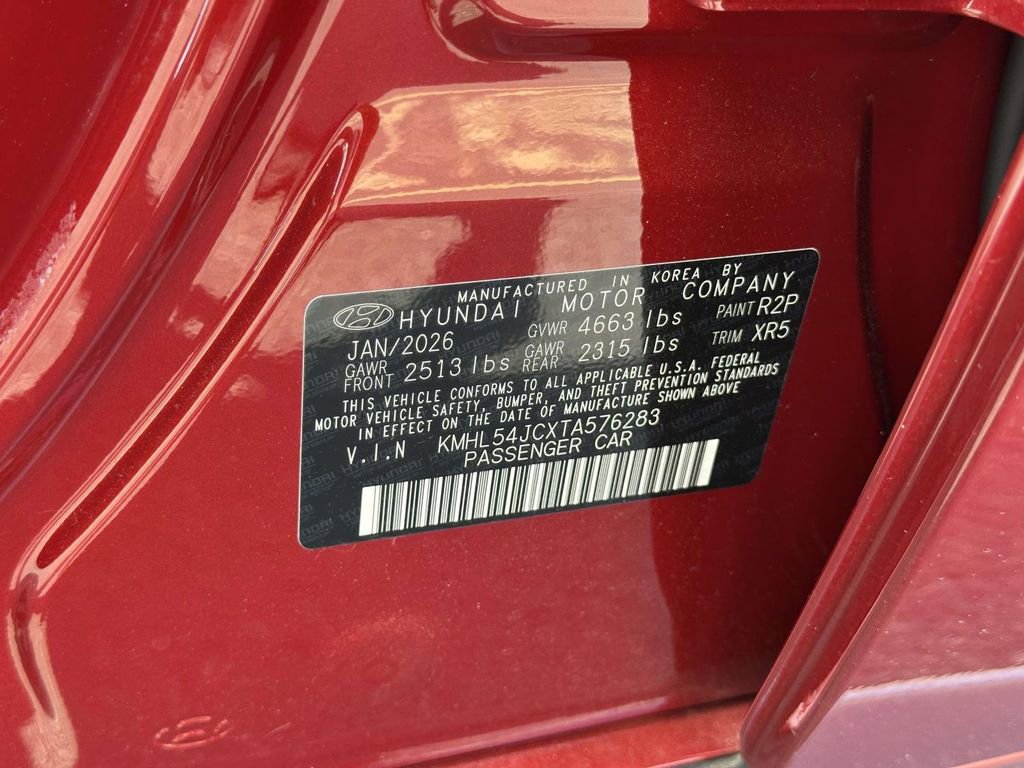 MANUFACTURED IN KOREA BY
HYUNDAI MOTOR COMPANY
JAN/2026 GVWR 4663 lbs PAINT R2P
GAWR FRONT 2513 lbs GAWR REAR 2315 lbs TRIM XR5
THIS VEHICLE CONFORMS TO ALL APPLICABLE U.S.A. FEDERAL
MOTOR VEHICLE SAFETY, BUMPER, AND THEFT PREVENTION STANDARDS
IN EFFECT ON THE DATE OF MANUFACTURE SHOWN ABOVE
V.I.N KMHL54JCXTA576283
PASSENGER CAR